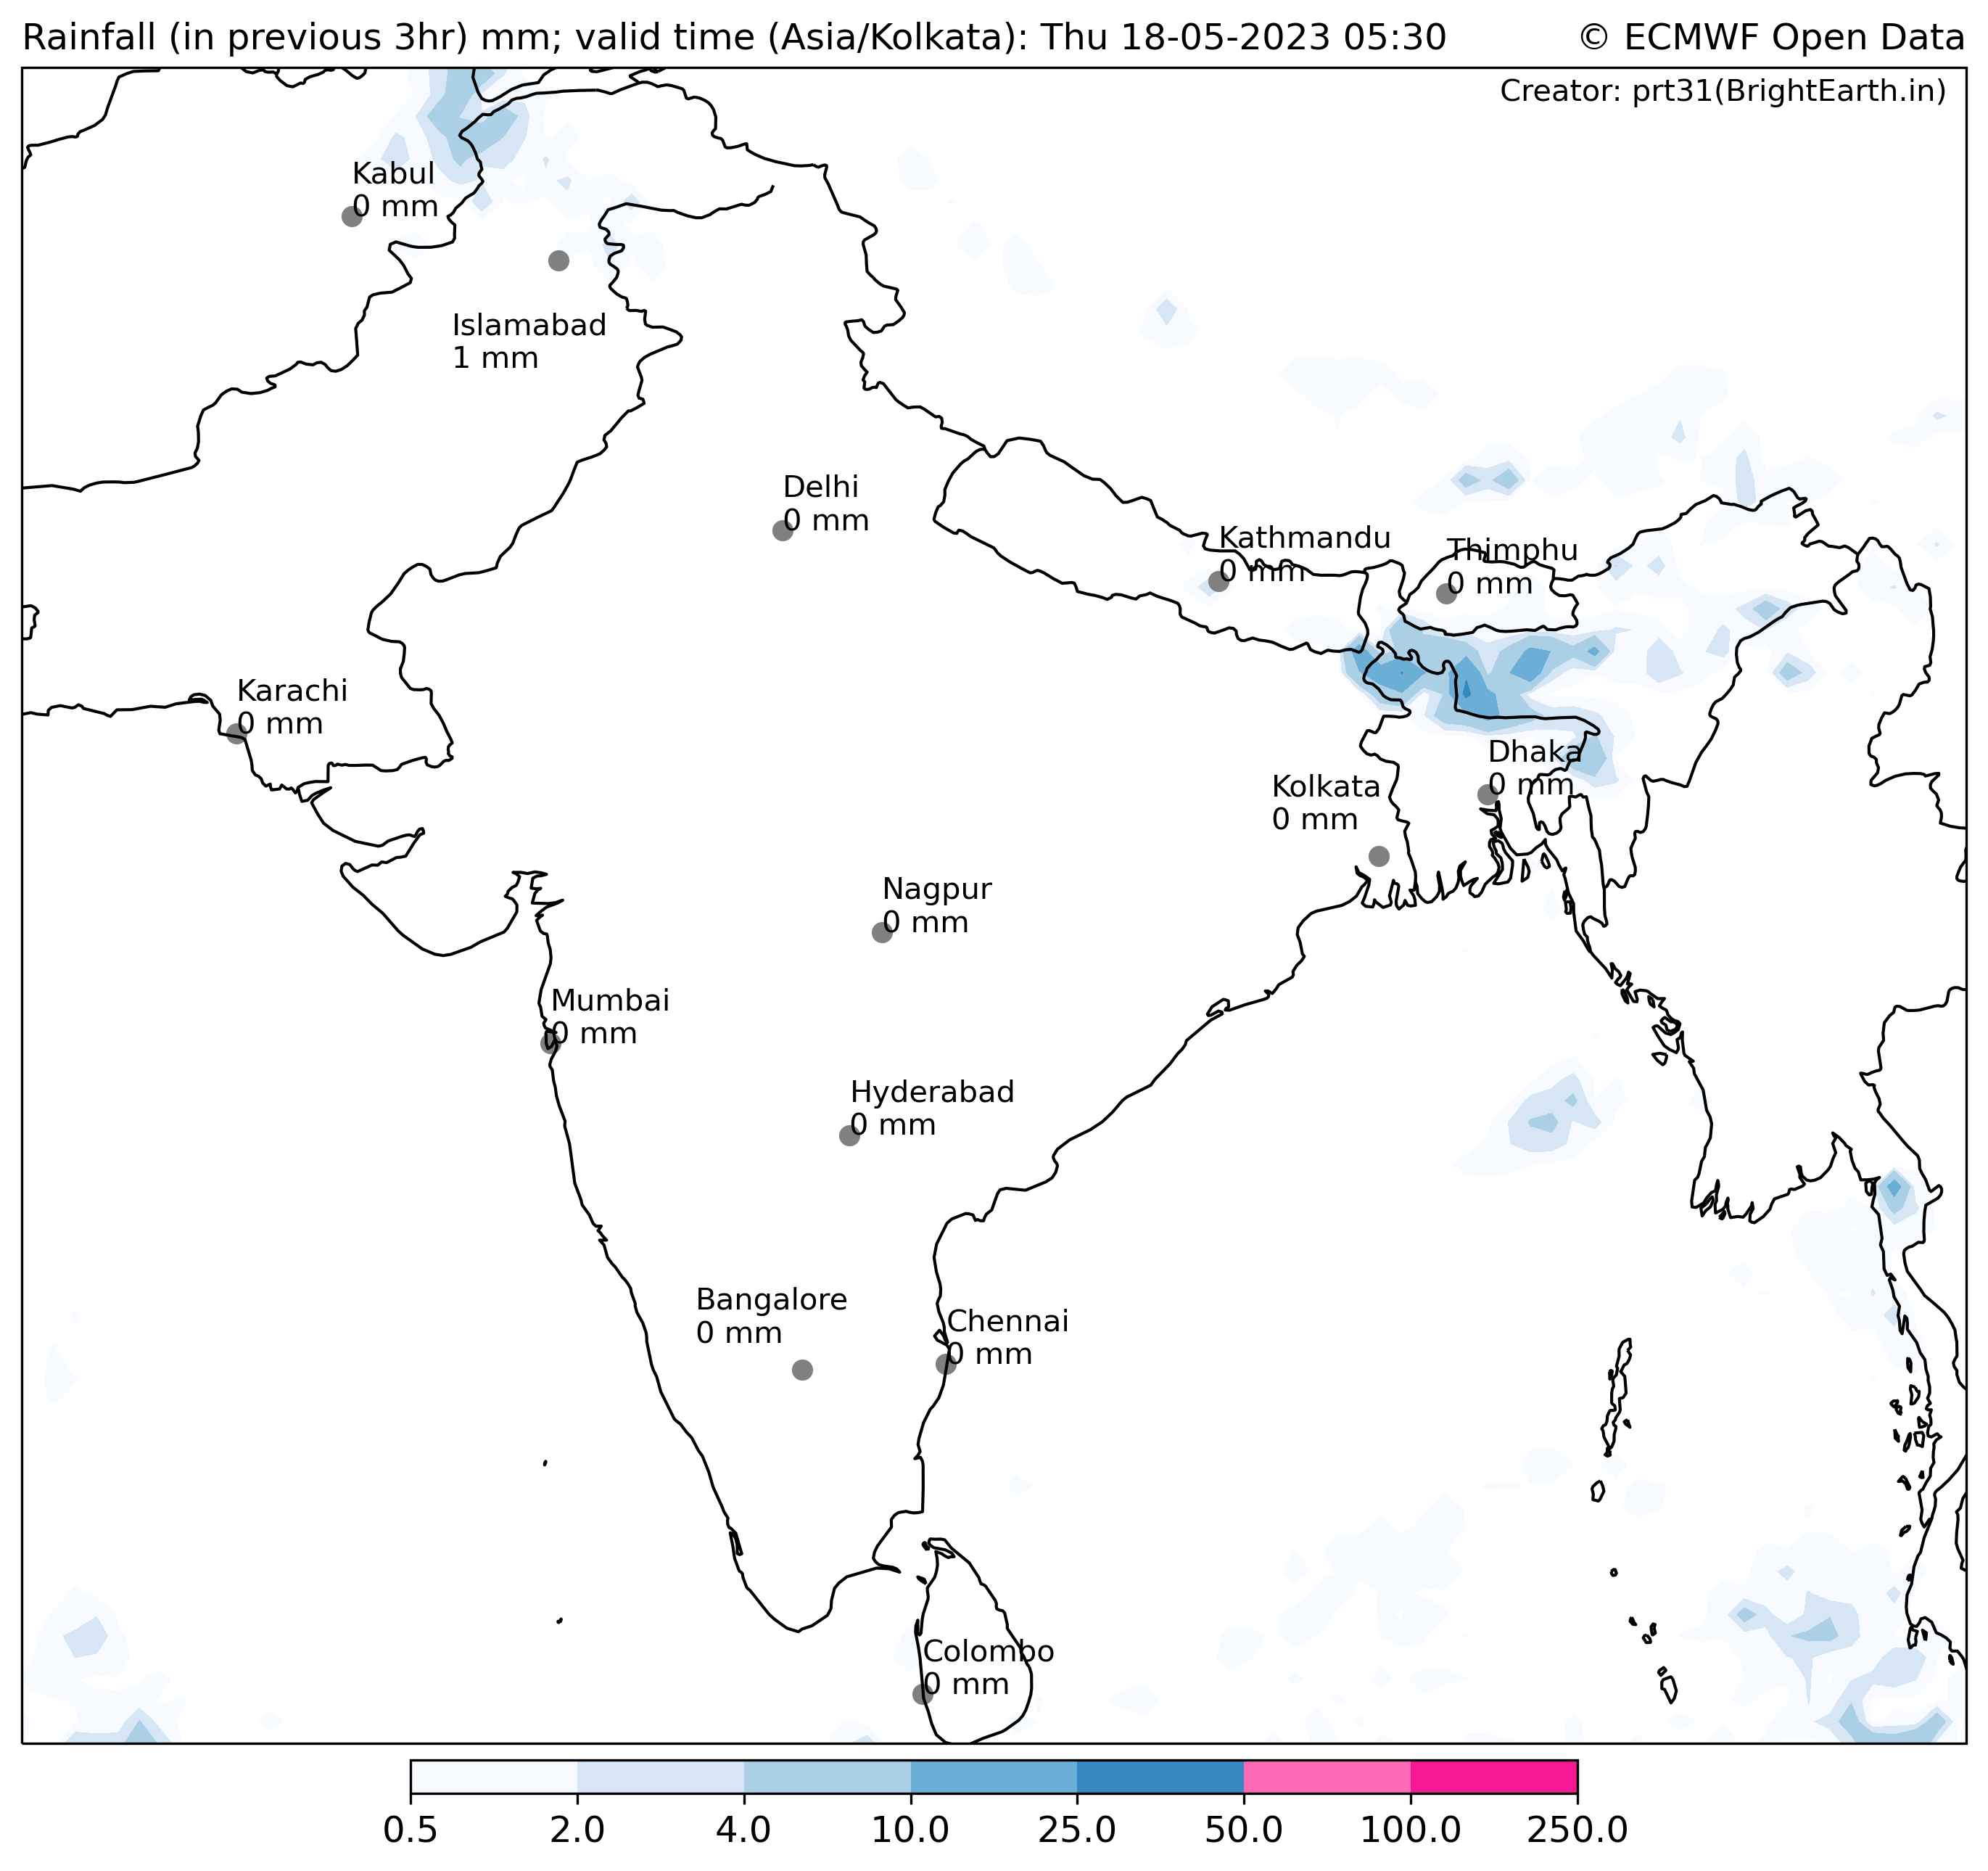 Rainfall (in previous 3hr) mm; valid time (Asia/Kolkata): Thu 18-05-2023 05:30
© ECMWF Open Data
Creator: prt31(BrightEarth.in)
Kabul
0 mm
Islamabad
1 mm
Delhi
0 mm
Kathmandu
0 mm
Thimphu
0 mm
Karachi
0 mm
Dhaka
0 mm
Kolkata
0 mm
Nagpur
0 mm
Mumbai
0 mm
Hyderabad
0 mm
Bangalore
0 mm
Chennai
0 mm
Colombo
0 mm
0.5 2.0 4.0 10.0 25.0 50.0 100.0 250.0